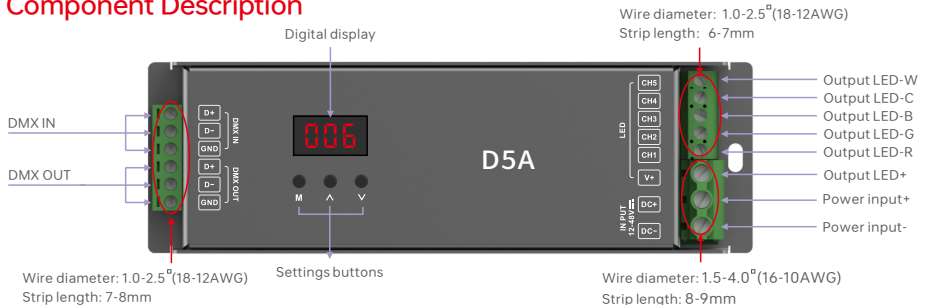 Component Description
Wire diameter: 1.0-2.5¤(18-12AWG)
Strip length: 6-7mm
Digital display
DMX IN
DMX OUT
D+
D-
GND
D+
D-
GND
DMX IN
DMX OUT
006
M
D5A
LED
CH5
CH4
CH3
CH2
CH1
V+
IN PUT
12-48V
DC+
DC-
Output LED-W
Output LED-C
Output LED-B
Output LED-G
Output LED-R
Output LED+
Power input+
Power input-
Wire diameter: 1.0-2.5¤(18-12AWG)
Strip length: 7-8mm
Settings buttons
Wire diameter: 1.5-4.0¤(16-10AWG)
Strip length: 8-9mm